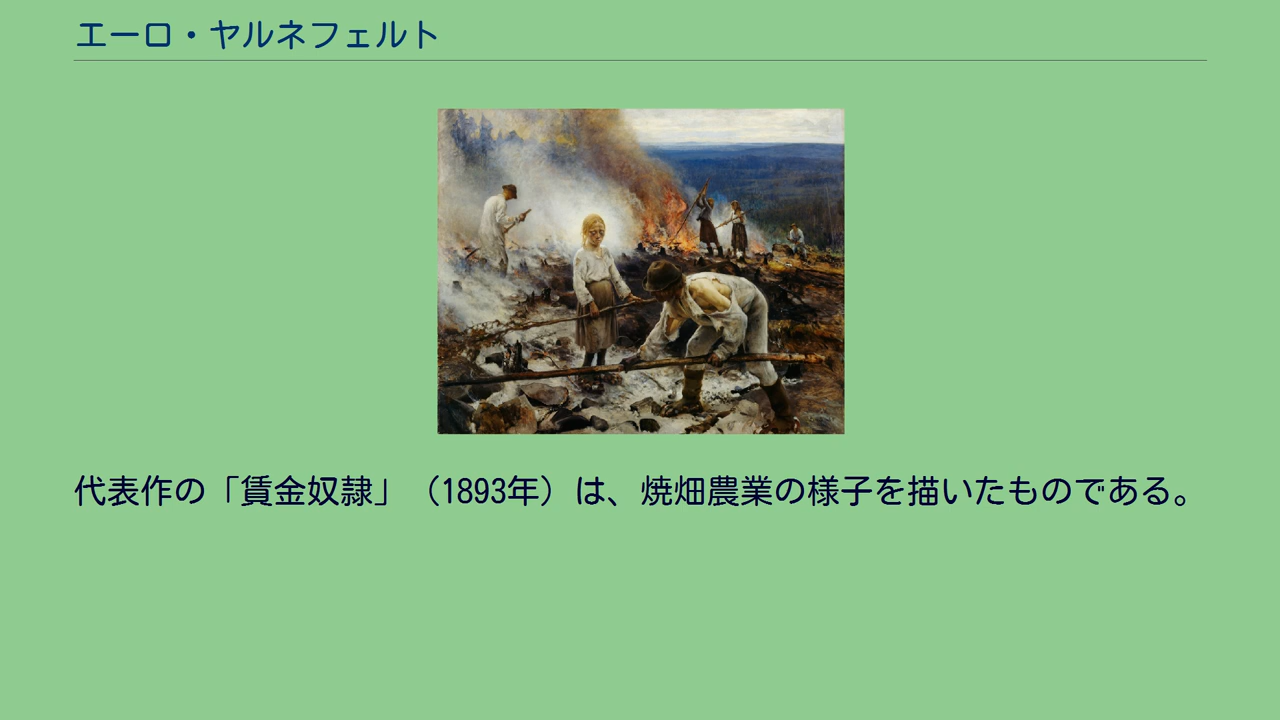 エーロ・ヤルネフェルト
代表作の「賃金奴隷」（1893年）は、焼畑農業の様子を描いたものである。